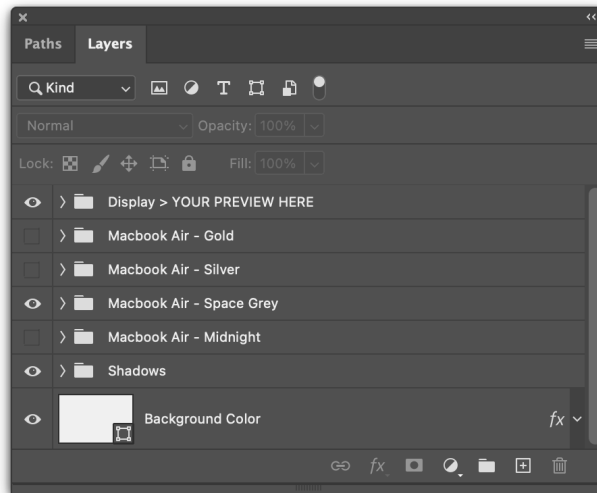 Paths Layers
Kind
Normal Opacity: 100%
Lock: Fill: 100%
Display > YOUR PREVIEW HERE
Macbook Air - Gold
Macbook Air - Silver
Macbook Air - Space Grey
Macbook Air - Midnight
Shadows
Background Color fx
fx